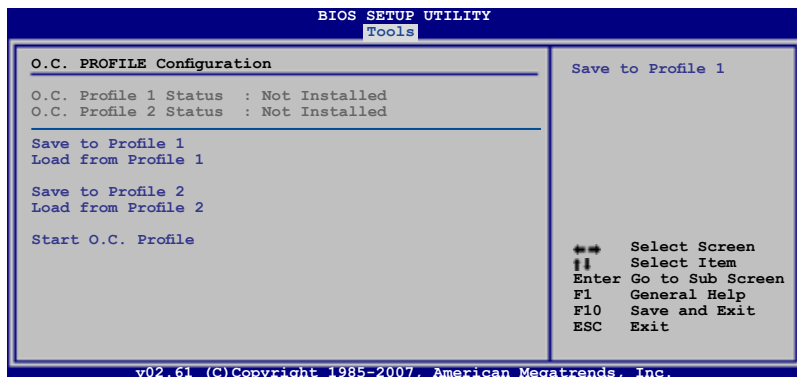 BIOS SETUP UTILITY
Tools
O.C. PROFILE Configuration
O.C. Profile 1 Status : Not Installed
O.C. Profile 2 Status : Not Installed
Save to Profile 1
Load from Profile 1
Save to Profile 2
Load from Profile 2
Start O.C. Profile
Save to Profile 1
Select Screen
Select Item
Enter Go to Sub Screen
F1 General Help
F10 Save and Exit
ESC Exit
v02.61 (C)Copyright 1985-2007, American Megatrends, Inc.